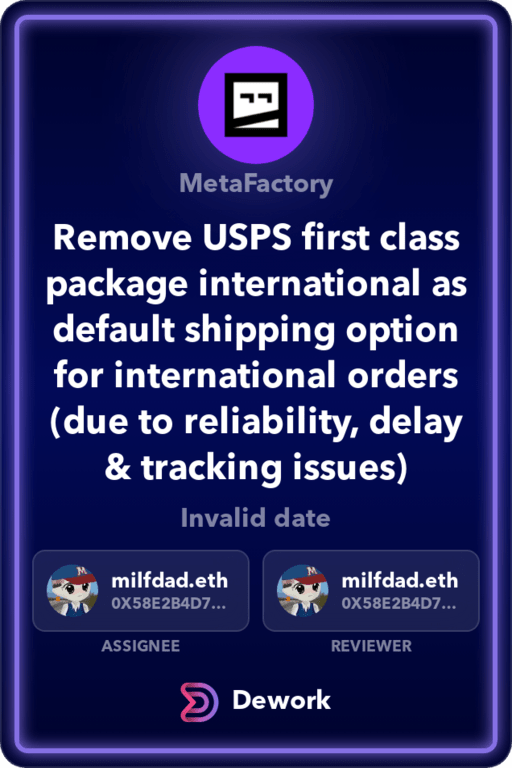 MetaFactory
Remove USPS first class
package international as
default shipping option
for international orders
(due to reliability, delay
& tracking issues)
Invalid date
milfdad.eth
0X58E2B4D7...
ASSIGNEE
milfdad.eth
0X58E2B4D7...
REVIEWER
Dework